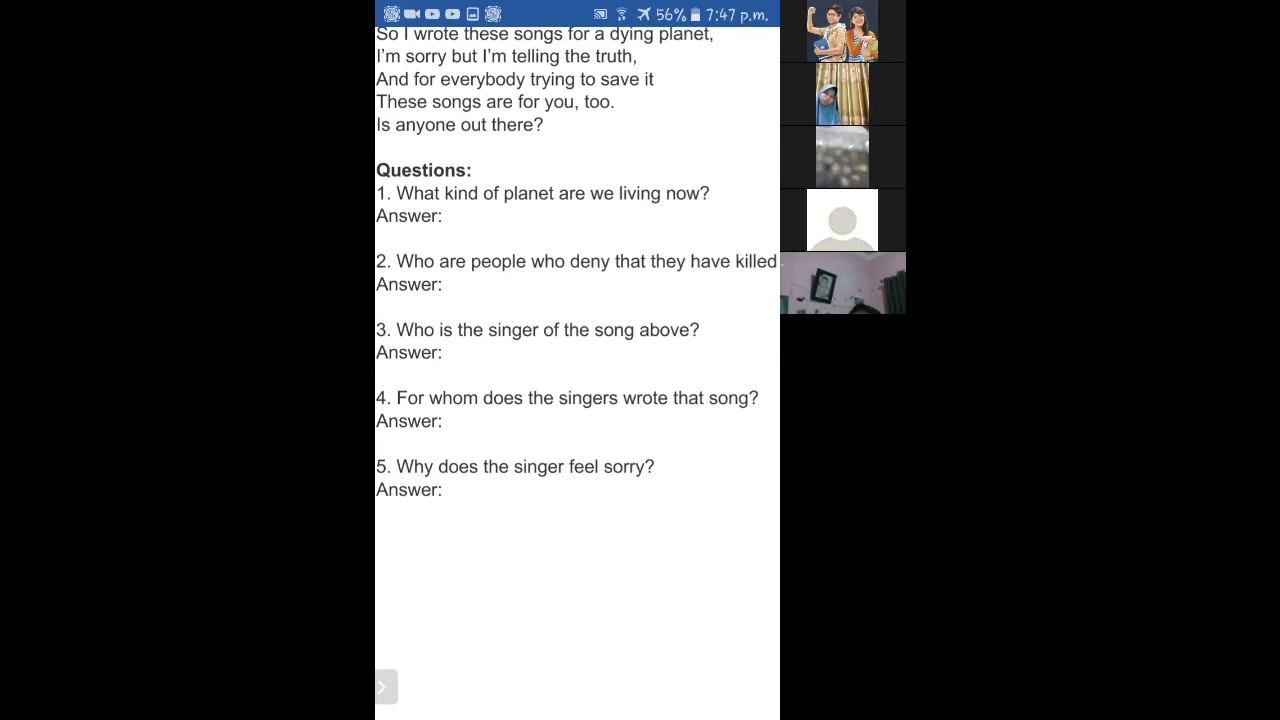 56% 7:47 p.m.
So I wrote these songs for a dying planet,
I'm sorry but I'm telling the truth,
And for everybody trying to save it
These songs are for you, too.
Is anyone out there?
Questions:
1. What kind of planet are we living now?
Answer:
2. Who are people who deny that they have killed
Answer:
3. Who is the singer of the song above?
Answer:
4. For whom does the singers wrote that song?
Answer:
5. Why does the singer feel sorry?
Answer: